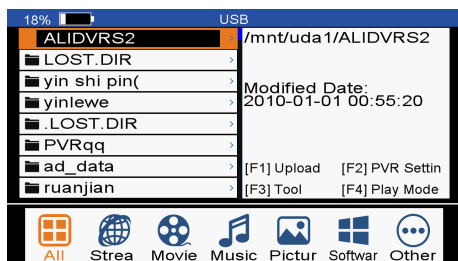 18% USB
ALIDVRS2
LOST.DIR
yin shi pin(
yinlewe
.LOST.DIR
PVRqq
ad_data
ruanjian
/mnt/uda1/ALIDVRS2
Modified Date:
2010-01-01 00:55:20
[F1] Upload [F2] PVR Settin
[F3] Tool [F4] Play Mode
All Strea Movie Music Pictur Softwar Other